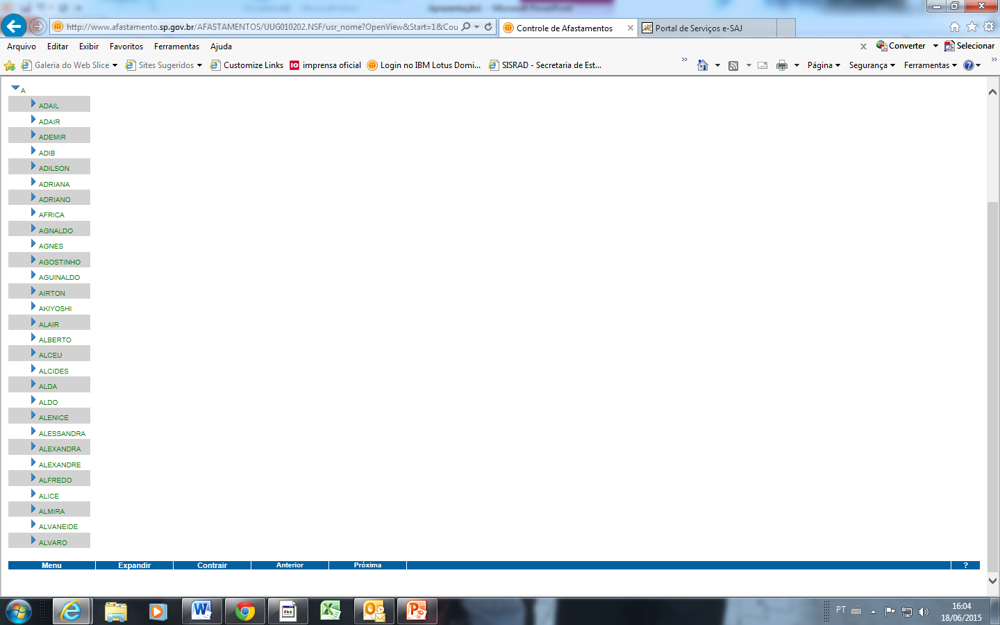 Apresentação1 - Microsoft PowerPoint
http://www.afastamento.sp.gov.br/AFASTAMENTOS/UUG010202.NSF/usr_nome?OpenView&Start=1&Cou
Controle de Afastamentos
Portal de Serviços e-SAJ
Arquivo Editar Exibir Favoritos Ferramentas Ajuda
x Converter Selecionar
Galeria do Web Slice Sites Sugeridos Customize Links IO imprensa oficial Login no IBM Lotus Domi... SISRAD - Secretaria de Est... » Página Segurança Ferramentas »
A
ADAIL
ADAIR
ADEMIR
ADIB
ADILSON
ADRIANA
ADRIANO
AFRICA
AGNALDO
AGNES
AGOSTINHO
AGUINALDO
AIRTON
AKIYOSHI
ALAIR
ALBERTO
ALCEU
ALCIDES
ALDA
ALDO
ALENICE
ALESSANDRA
ALEXANDRA
ALEXANDRE
ALFREDO
ALICE
ALMIRA
ALVANEIDE
ALVARO
Menu Expandir Contrair Anterior Próxima ?
PT 16:04
18/06/2015